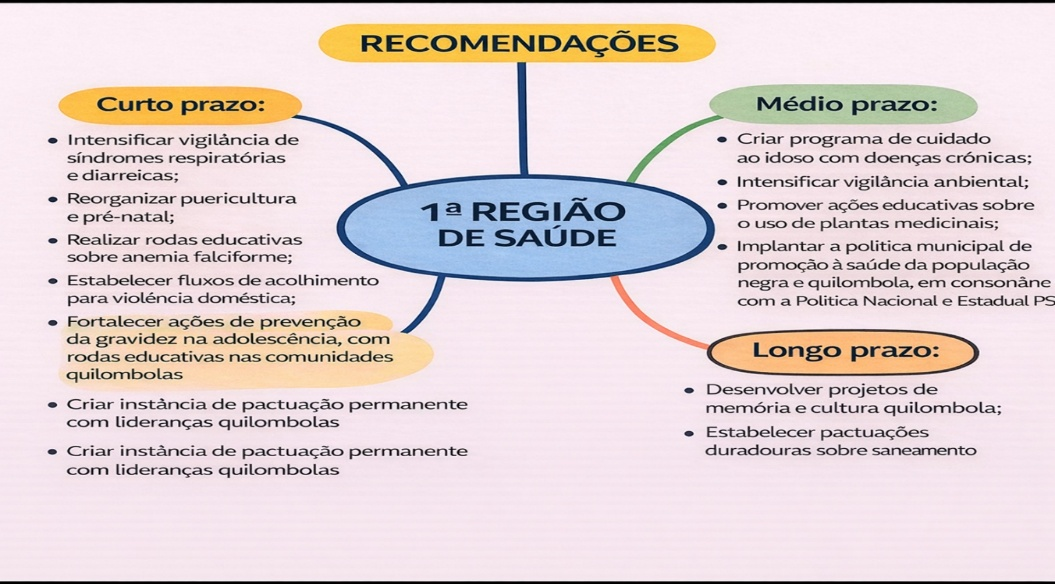 RECOMENDAÇÕES
Curto prazo:
• Intensificar vigilância de
síndromes respiratórias
e diarreicas;
• Reorganizar puericultura
e pré-natal;
• Realizar rodas educativas
sobre anemia falciforme;
• Estabelecer fluxos de acolhimento
para violéncia doméstica;
• Fortalecer ações de prevenção
da gravidez na adolescência, com
rodas educativas nas comunidades
quilombolas
• Criar instância de pactuação permanente
com lideranças quilombolas
• Criar instância de pactuação permanente
com lideranças quilombolas
1ª REGIÃO
DE SAÚDE
Médio prazo:
• Criar programa de cuidado
ao idoso com doenças crónicas;
• Intensificar vigilância anbiental;
• Promover ações educativas sobre
o uso de plantas medicinais;
• Implantar a politica municipal de
promoção à saúde da população
negra e quilombola, em consonâne
com a Politica Nacional e Estadual PS
Longo prazo:
• Desenvolver projetos de
memória e cultura quilombola;
• Estabelecer pactuações
duradouras sobre saneamento